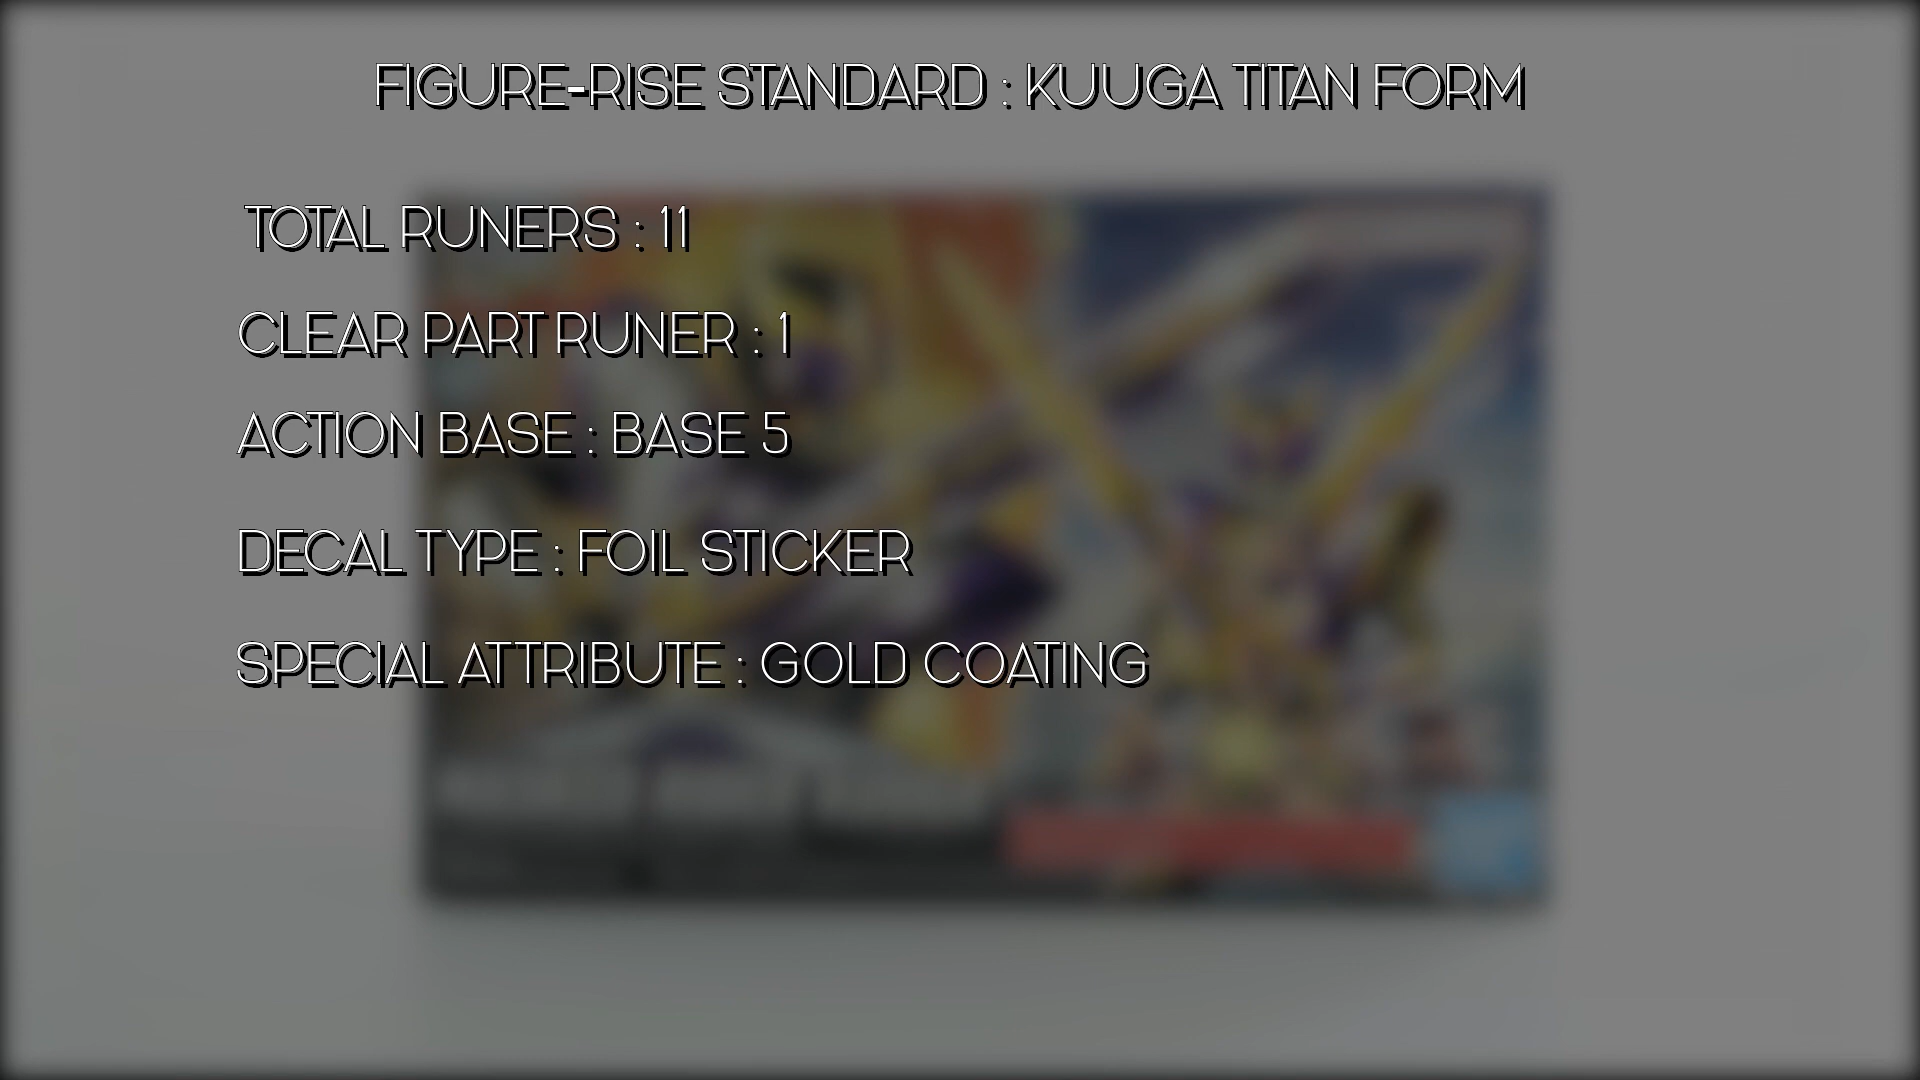 FIGURE-RISE STANDARD : KUUGA TITAN FORM
TOTAL RUNERS : 11
CLEAR PART RUNER : 1
ACTION BASE : BASE 5
DECAL TYPE : FOIL STICKER
SPECIAL ATTRIBUTE : GOLD COATING